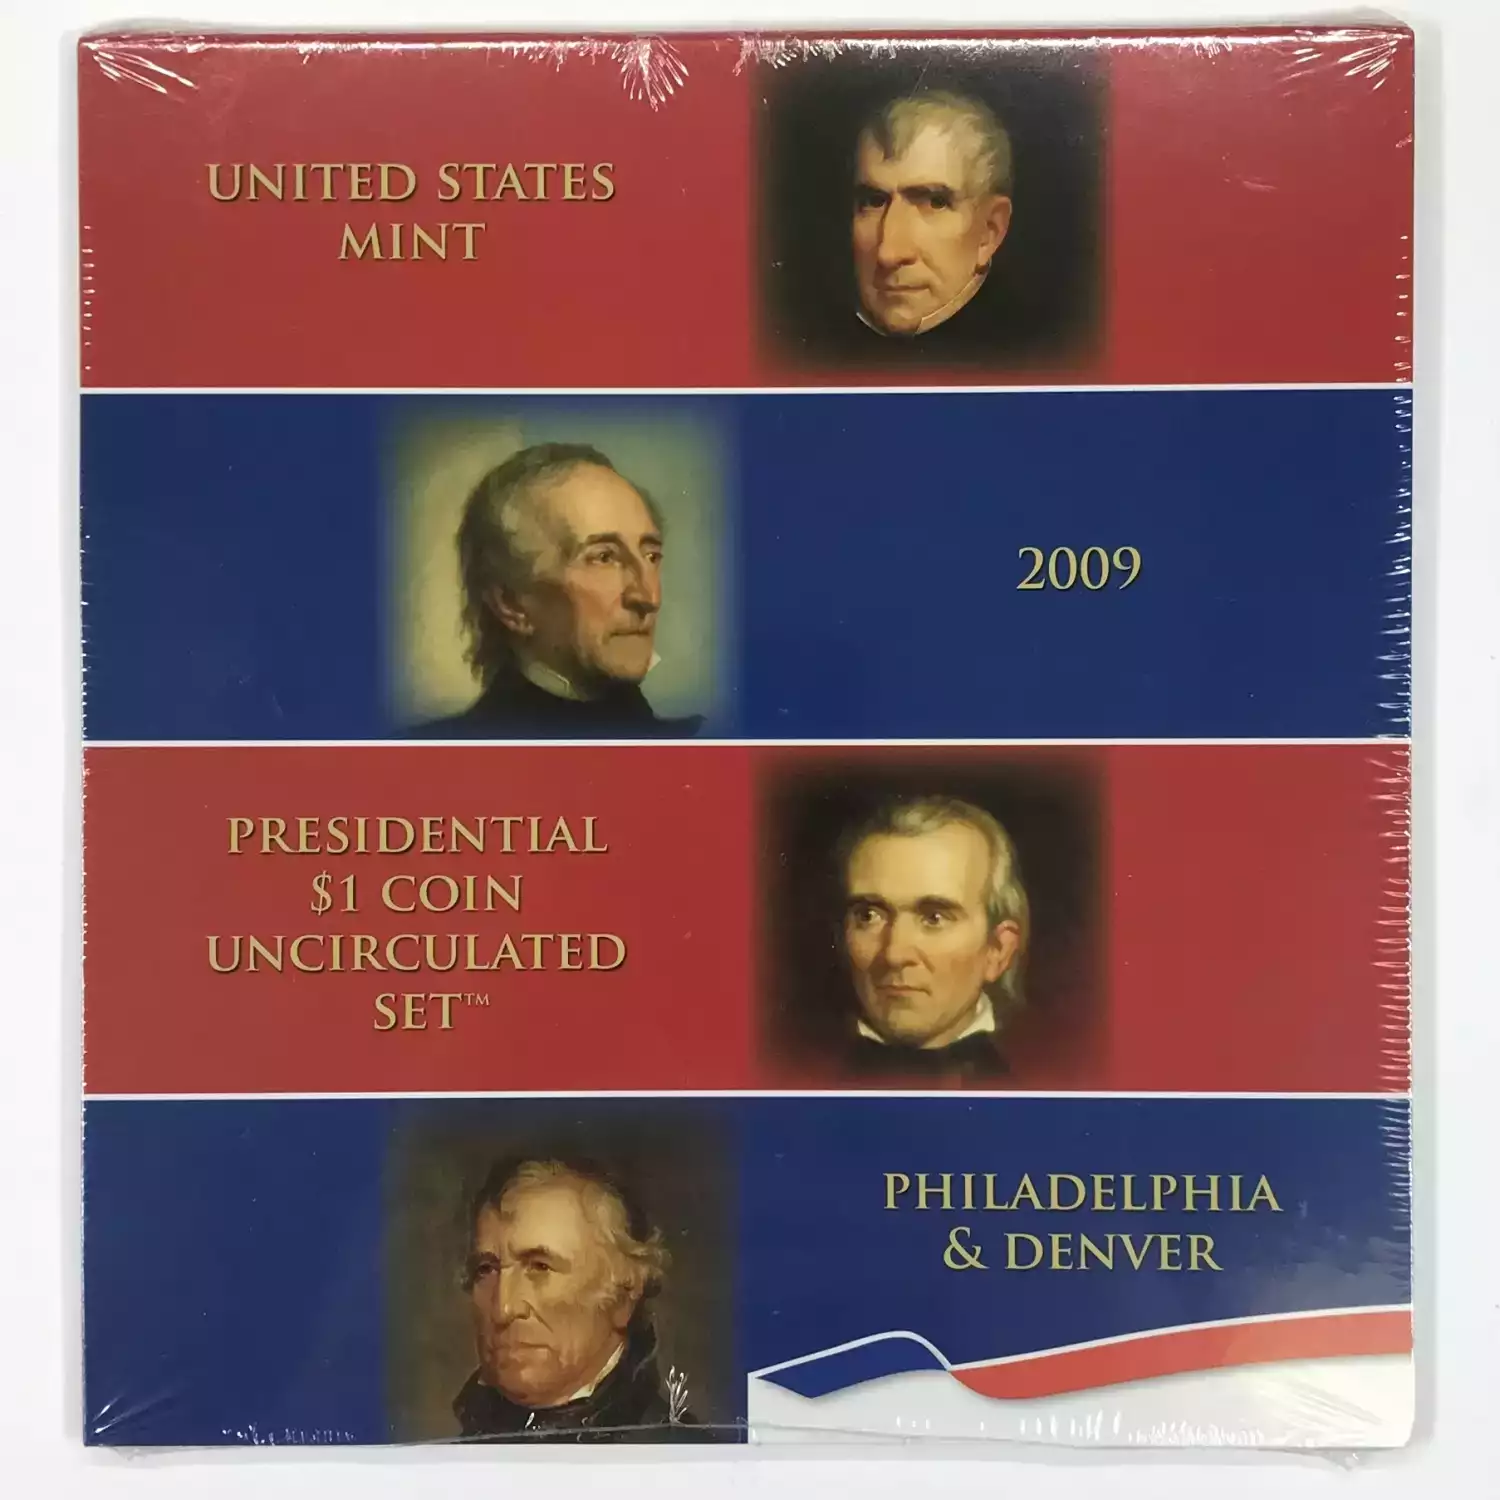 UNITED STATES
MINT
2009
PRESIDENTIAL
$1 COIN
UNCIRCULATED
SET™
PHILADELPHIA
& DENVER